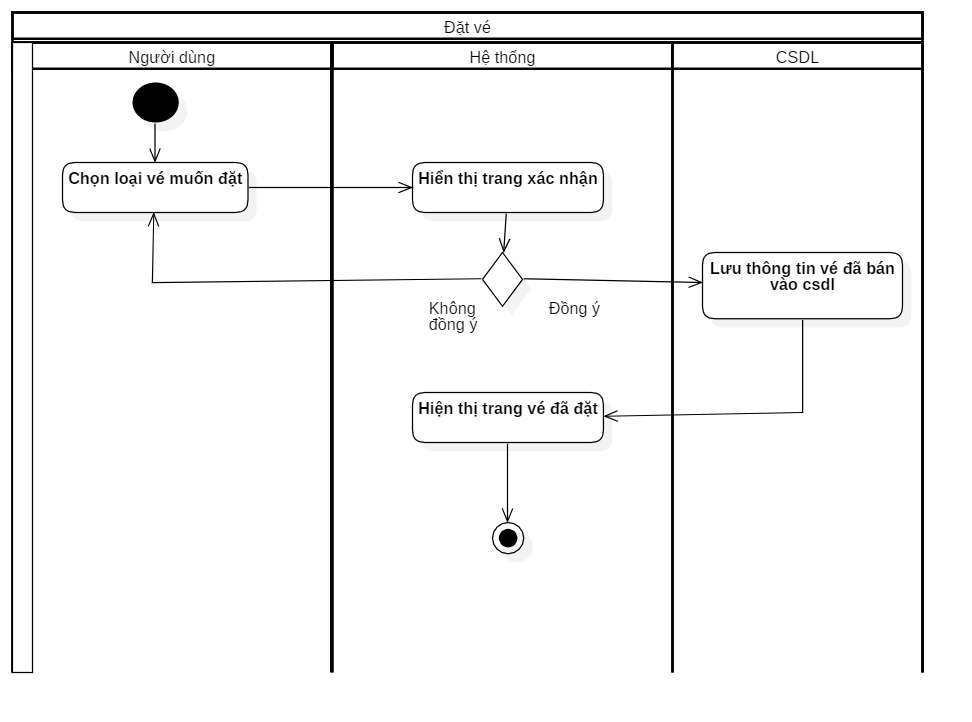 Đặt vé
Người dùng
Hệ thống
CSDL
Chọn loại vé muốn đặt
Hiển thị trang xác nhận
Lưu thông tin vé đã bán
vào csdl
Không
đồng ý
Đồng ý
Hiện thị trang vé đã đặt